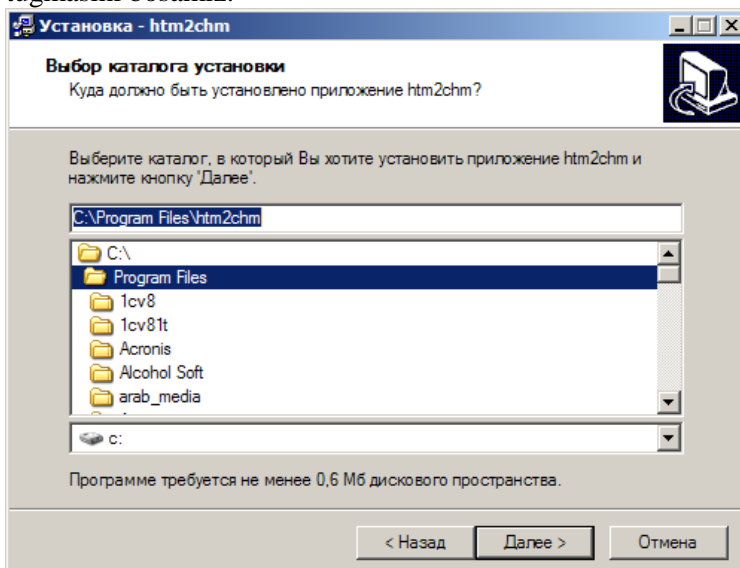 tugmasini bosamiz.
Установка - htm2chm
Выбор каталога установки
Куда должно быть установлено приложение htm2chm?
Выберите каталог, в который Вы хотите установить приложение htm2chm и
нажмите кнопку 'Далее'.
C:\Program Files\htm2chm
C:\
Program Files
1cv8
1cv81t
Acronis
Alcohol Soft
arab_media
c:
Программе требуется не менее 0,6 Мб дискового пространства.
< Назад
Далее >
Отмена